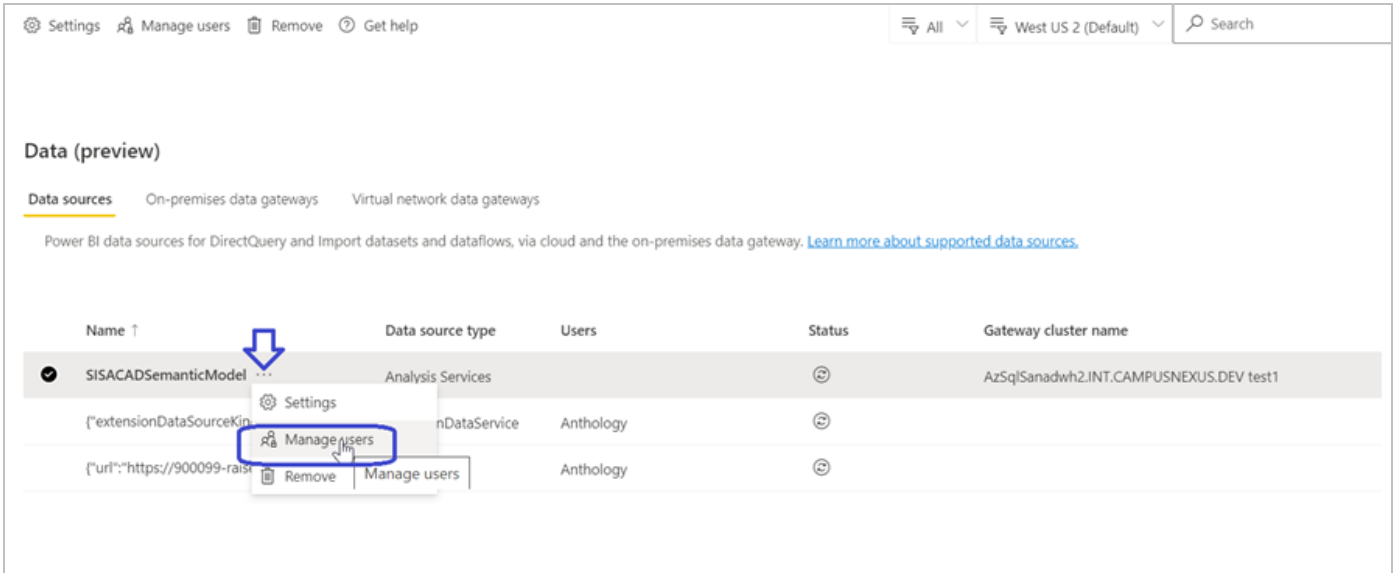 Settings Manage users Remove Get help All West US 2 (Default) Search
Data (preview)
Data sources On-premises data gateways Virtual network data gateways
Power BI data sources for DirectQuery and Import datasets and dataflows, via cloud and the on-premises data gateway. Learn more about supported data sources.
Name ↑ Data source type Users Status Gateway cluster name
SISACADSemanticModel ... Analysis Services AzSqlSanadwh2.INT.CAMPUSNEXUS.DEV test1
Settings
{"extensionDataSourceKin nDataService Anthology
Manage users
{"url":"https://900099-raise Anthology
Remove Manage users